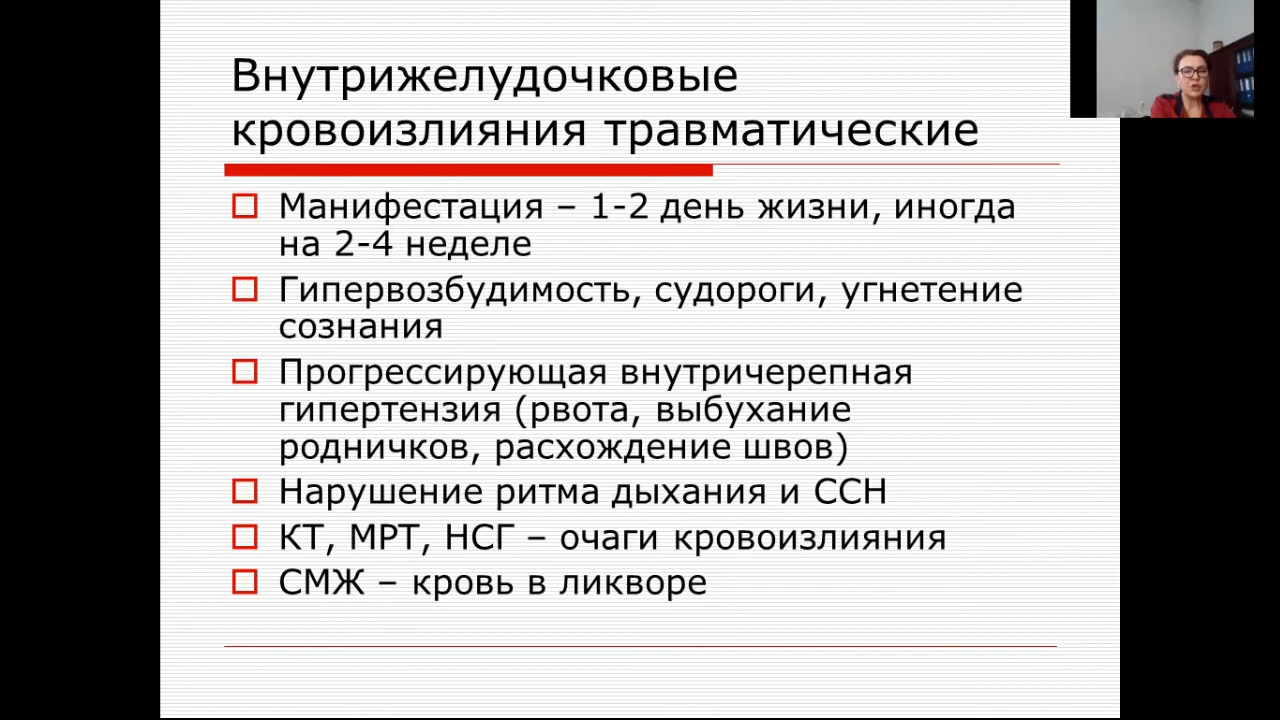 Внутрижелудочковые
кровоизлияния травматические
Манифестация – 1-2 день жизни, иногда
на 2-4 неделе
Гипервозбудимость, судороги, угнетение
сознания
Прогрессирующая внутричерепная
гипертензия (рвота, выбухание
родничков, расхождение швов)
Нарушение ритма дыхания и ССН
КТ, МРТ, НСГ – очаги кровоизлияния
СМЖ – кровь в ликворе